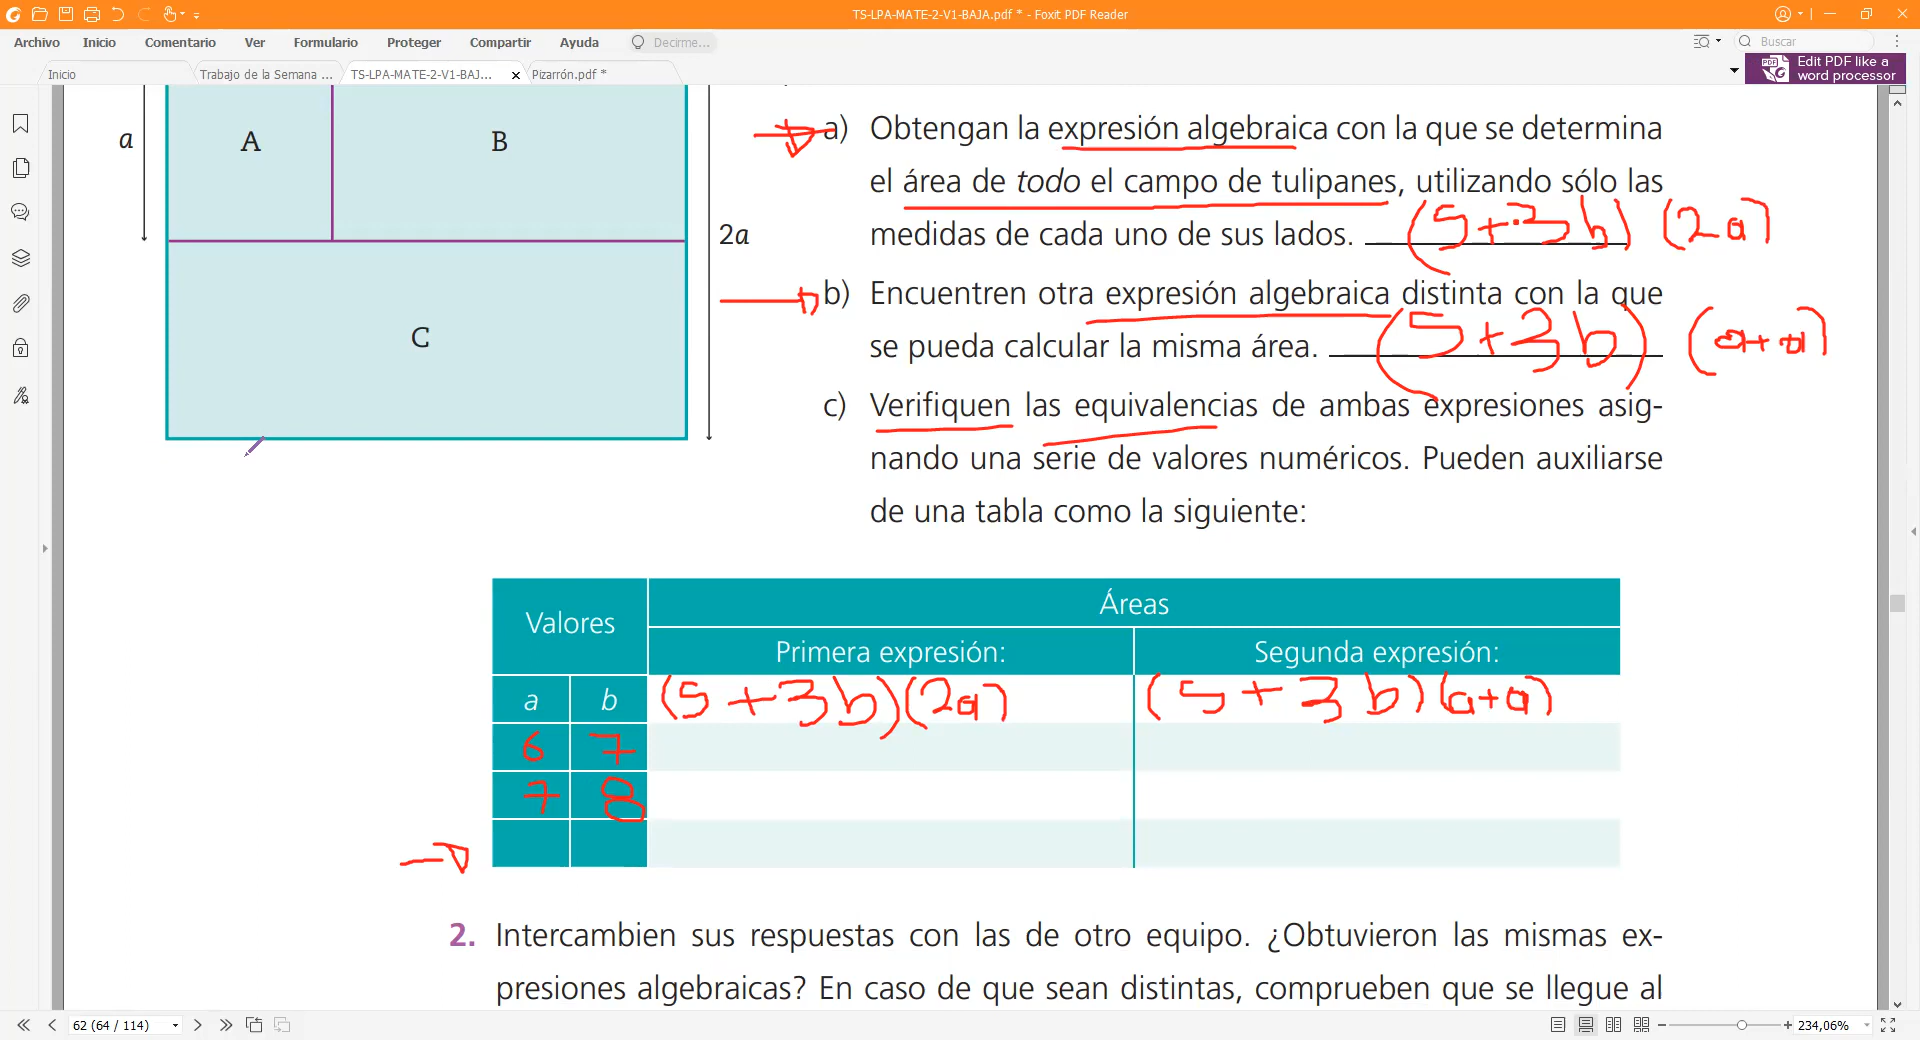 TS-LPA-MATE-2-V1-BAJA.pdf * - Foxit PDF Reader
Archivo Inicio Comentario Ver Formulario Proteger Compartir Ayuda Decirme... Buscar
Inicio Trabajo de la Semana ... TS-LPA-MATE-2-V1-BAJ... Pizarrón.pdf *
Edit PDF like a
word processor
a
A
B
C
2a
a) Obtengan la expresión algebraica con la que se determina
el área de todo el campo de tulipanes, utilizando sólo las
medidas de cada uno de sus lados. (5+3b) (2a)
b) Encuentren otra expresión algebraica distinta con la que
se pueda calcular la misma área. (5+3b) (a+a)
c) Verifiquen las equivalencias de ambas expresiones asig-
nando una serie de valores numéricos. Pueden auxiliarse
de una tabla como la siguiente:
Valores Áreas
Primera expresión: Segunda expresión:
a b (5+3b)(2a) (5+3b)(a+a)
6 7
7 8
2. Intercambien sus respuestas con las de otro equipo. ¿Obtuvieron las mismas ex-
presiones algebraicas? En caso de que sean distintas, comprueben que se llegue al
62 (64 / 114) 234,06%